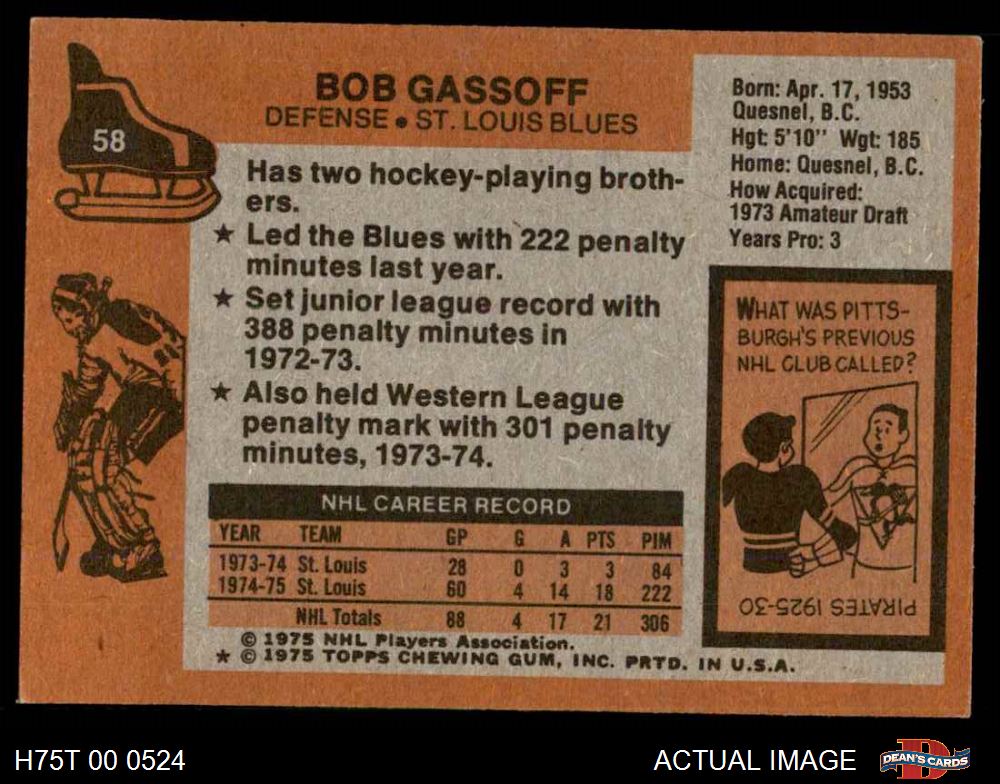 58
BOB GASSOFF
DEFENSE • ST. LOUIS BLUES
Born: Apr. 17, 1953
Quesnel, B.C.
Hgt: 5'10" Wgt: 185
Home: Quesnel, B.C.
How Acquired:
1973 Amateur Draft
Years Pro: 3
Has two hockey-playing broth-
ers.
★ Led the Blues with 222 penalty
minutes last year.
★ Set junior league record with
388 penalty minutes in
1972-73.
★ Also held Western League
penalty mark with 301 penalty
minutes, 1973-74.
WHAT WAS PITTS-
BURGH'S PREVIOUS
NHL CLUB CALLED?
PIRATES 1925-30
NHL CAREER RECORD
YEAR TEAM GP G A PTS PIM
1973-74 St. Louis 28 0 3 3 84
1974-75 St. Louis 60 4 14 18 222
NHL Totals 88 4 17 21 306
© 1975 NHL Players Association.
★ © 1975 TOPPS CHEWING GUM, INC. PRTD. IN U.S.A.
H75T 00 0524
ACTUAL IMAGE
D
DEAN'S CARDS